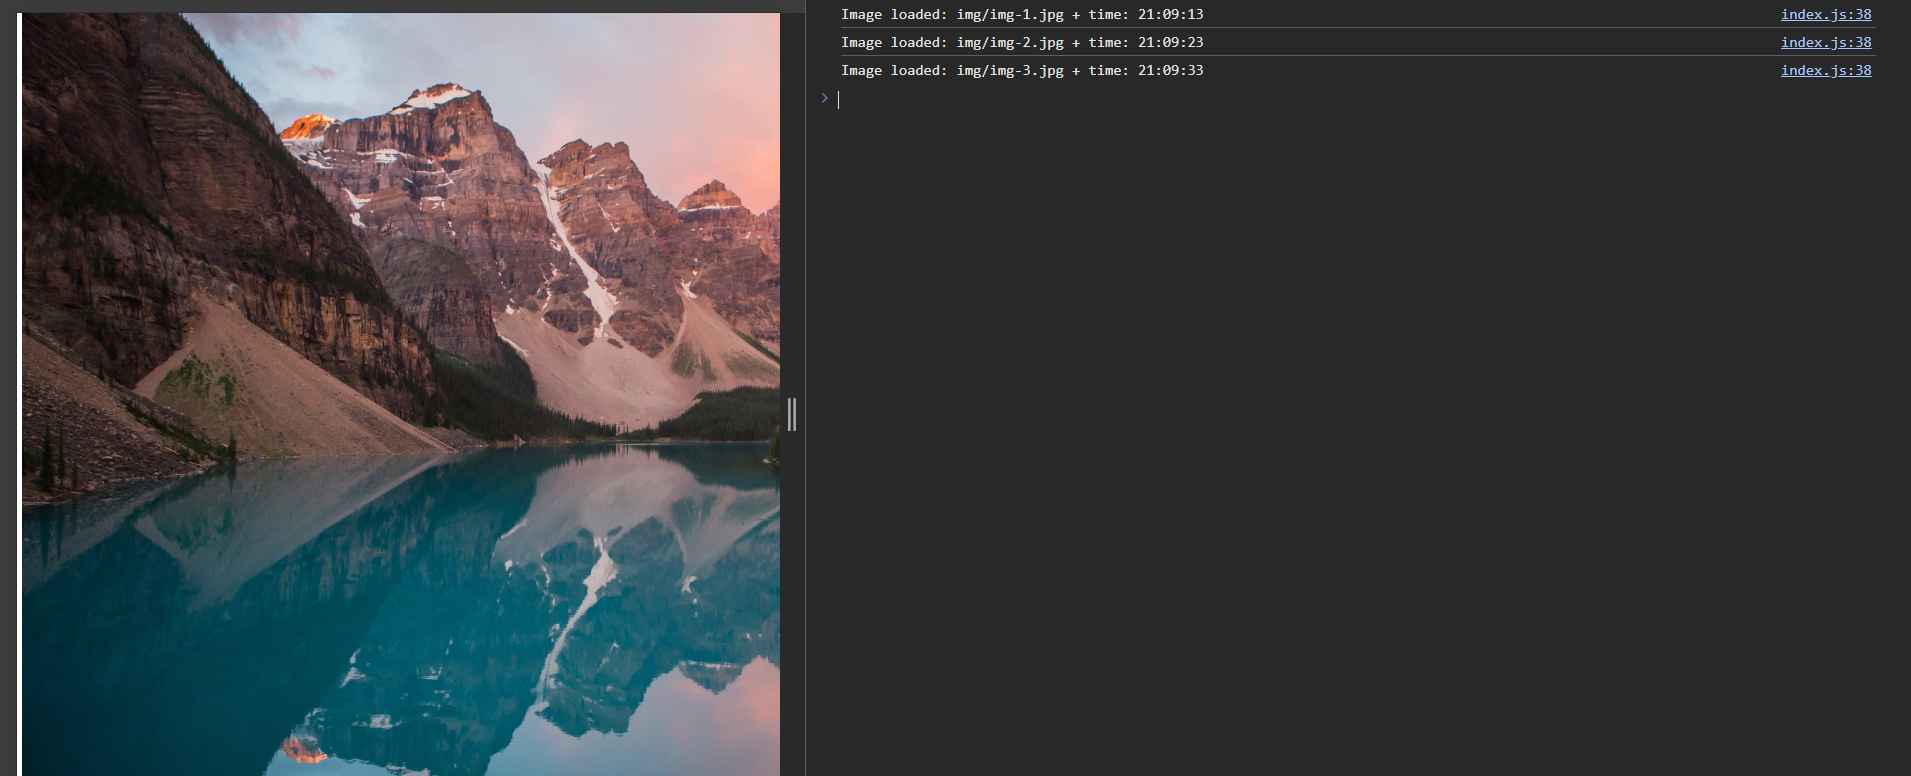 Image loaded: img/img-1.jpg + time: 21:09:13 index.js:38
Image loaded: img/img-2.jpg + time: 21:09:23 index.js:38
Image loaded: img/img-3.jpg + time: 21:09:33 index.js:38